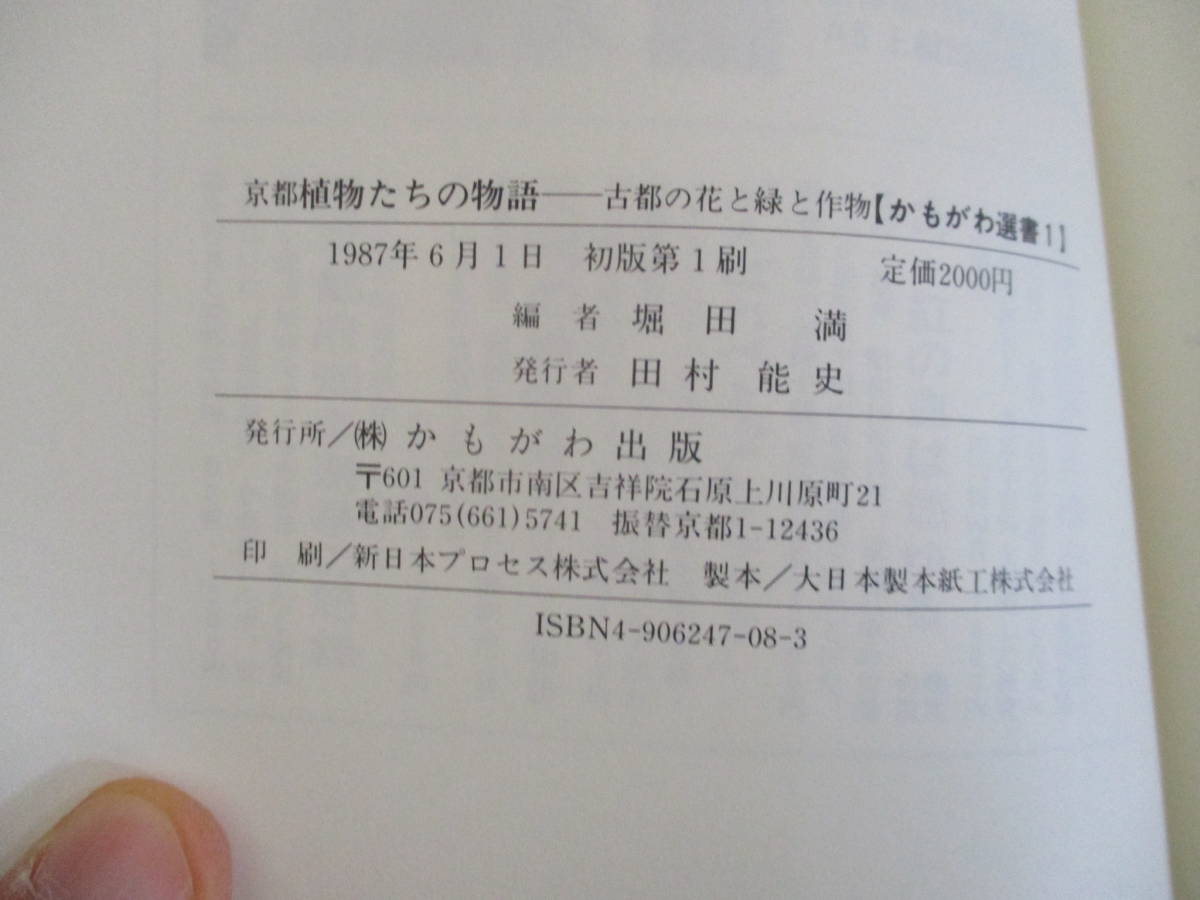 京都植物たちの物語——古都の花と緑と作物【かもがわ選書1】
1987年6月1日 初版第1刷 定価2000円
編者 堀田満
発行者 田村能史
発行所／㈱かもがわ出版
〒601 京都市南区吉祥院石原上川原町21
電話075(661)5741 振替京都1-12436
印刷／新日本プロセス株式会社 製本／大日本製本紙工株式会社
ISBN4-906247-08-3